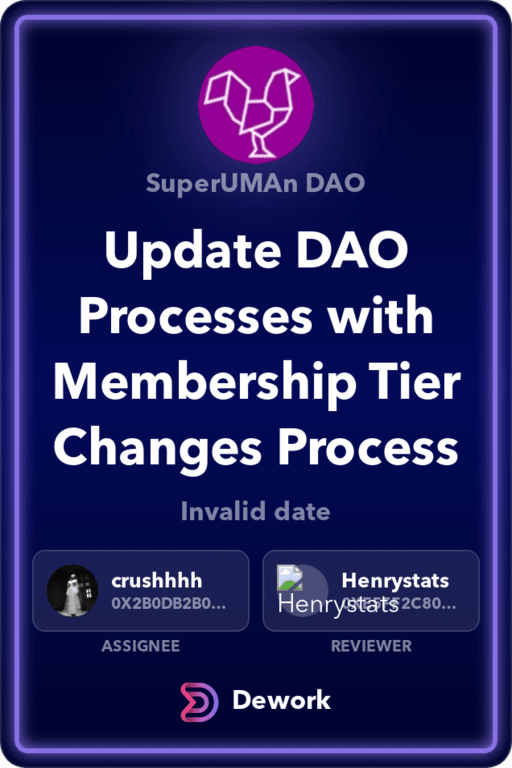 SuperUMAn DAO
Update DAO
Processes with
Membership Tier
Changes Process
Invalid date
crushhhh
0X2B0DB2B0...
Henrystats
Henrystats
ASSIGNEE
REVIEWER
Dework